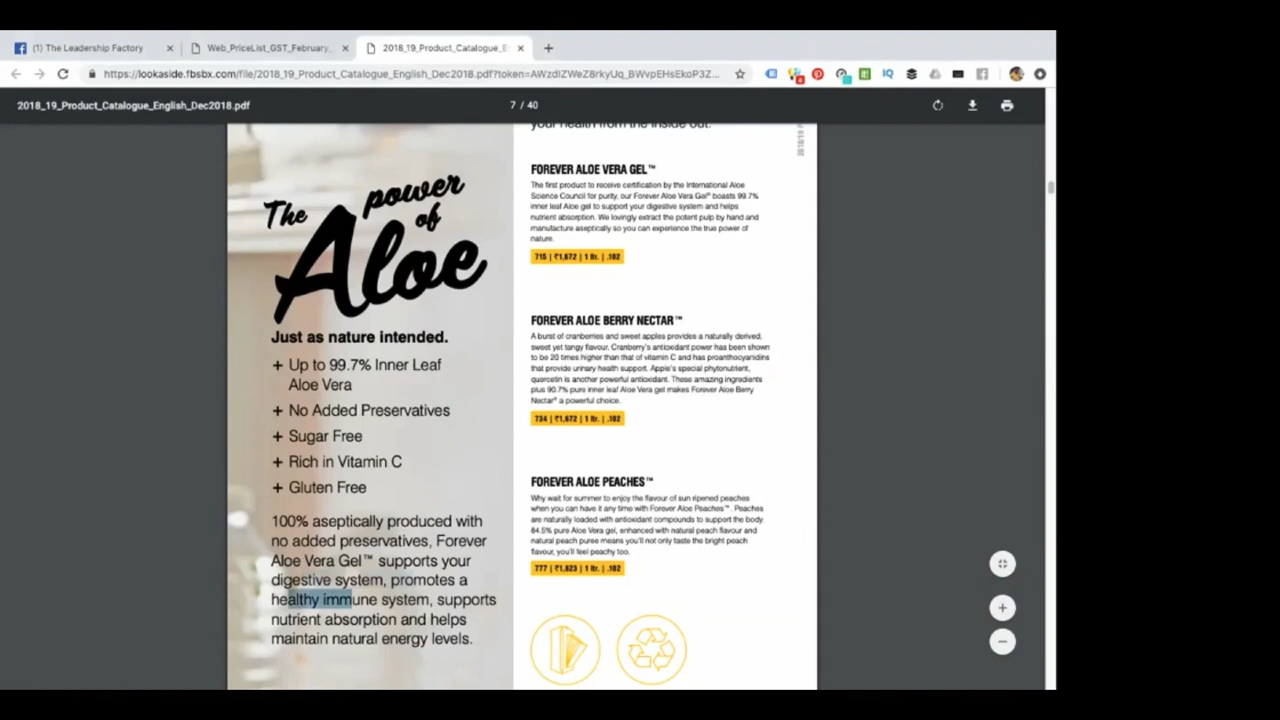 (1) The Leadership Factory
Web_PriceList_GST_February_
2018_19_Product_Catalogue_E
https://lookaside.fbsbx.com/file/2018_19_Product_Catalogue_English_Dec2018.pdf?token=AWzdlZWeZ8rkyUq_BWvpEHsEkoP3Z...
2018_19_Product_Catalogue_English_Dec2018.pdf
7 / 40
The power of Aloe
Just as nature intended.
+ Up to 99.7% Inner Leaf
Aloe Vera
+ No Added Preservatives
+ Sugar Free
+ Rich in Vitamin C
+ Gluten Free
100% aseptically produced with
no added preservatives, Forever
Aloe Vera Gel™ supports your
digestive system, promotes a
healthy immune system, supports
nutrient absorption and helps
maintain natural energy levels.
your health from the inside out.
FOREVER ALOE VERA GEL™
The first product to receive certification by the International Aloe
Science Council for purity, our Forever Aloe Vera Gel® boasts 99.7%
inner leaf Aloe gel to support your digestive system and helps
nutrient absorption. We lovingly extract the potent pulp by hand and
manufacture aseptically so you can experience the true power of
nature.
715 | ₹1,672 | 1 ltr. | .102
FOREVER ALOE BERRY NECTAR™
A burst of cranberries and sweet apples provides a naturally derived,
sweet yet tangy flavour. Cranberry's antioxidant power has been shown
to be 20 times higher than that of vitamin C and has proanthocyanidins
that provide urinary health support. Apple's special phytonutrient,
quercetin is another powerful antioxidant. These amazing ingredients
plus 90.7% pure inner leaf Aloe Vera gel makes Forever Aloe Berry
Nectar® a powerful choice.
734 | ₹1,672 | 1 ltr. | .102
FOREVER ALOE PEACHES™
Why wait for summer to enjoy the flavour of sun ripened peaches
when you can have it any time with Forever Aloe Peaches™. Peaches
are naturally loaded with antioxidant compounds to support the body.
84.5% pure Aloe Vera gel, enhanced with natural peach flavour and
natural peach puree means you'll not only taste the bright peach
flavour, you'll feel peachy too.
777 | ₹1,823 | 1 ltr. | .102